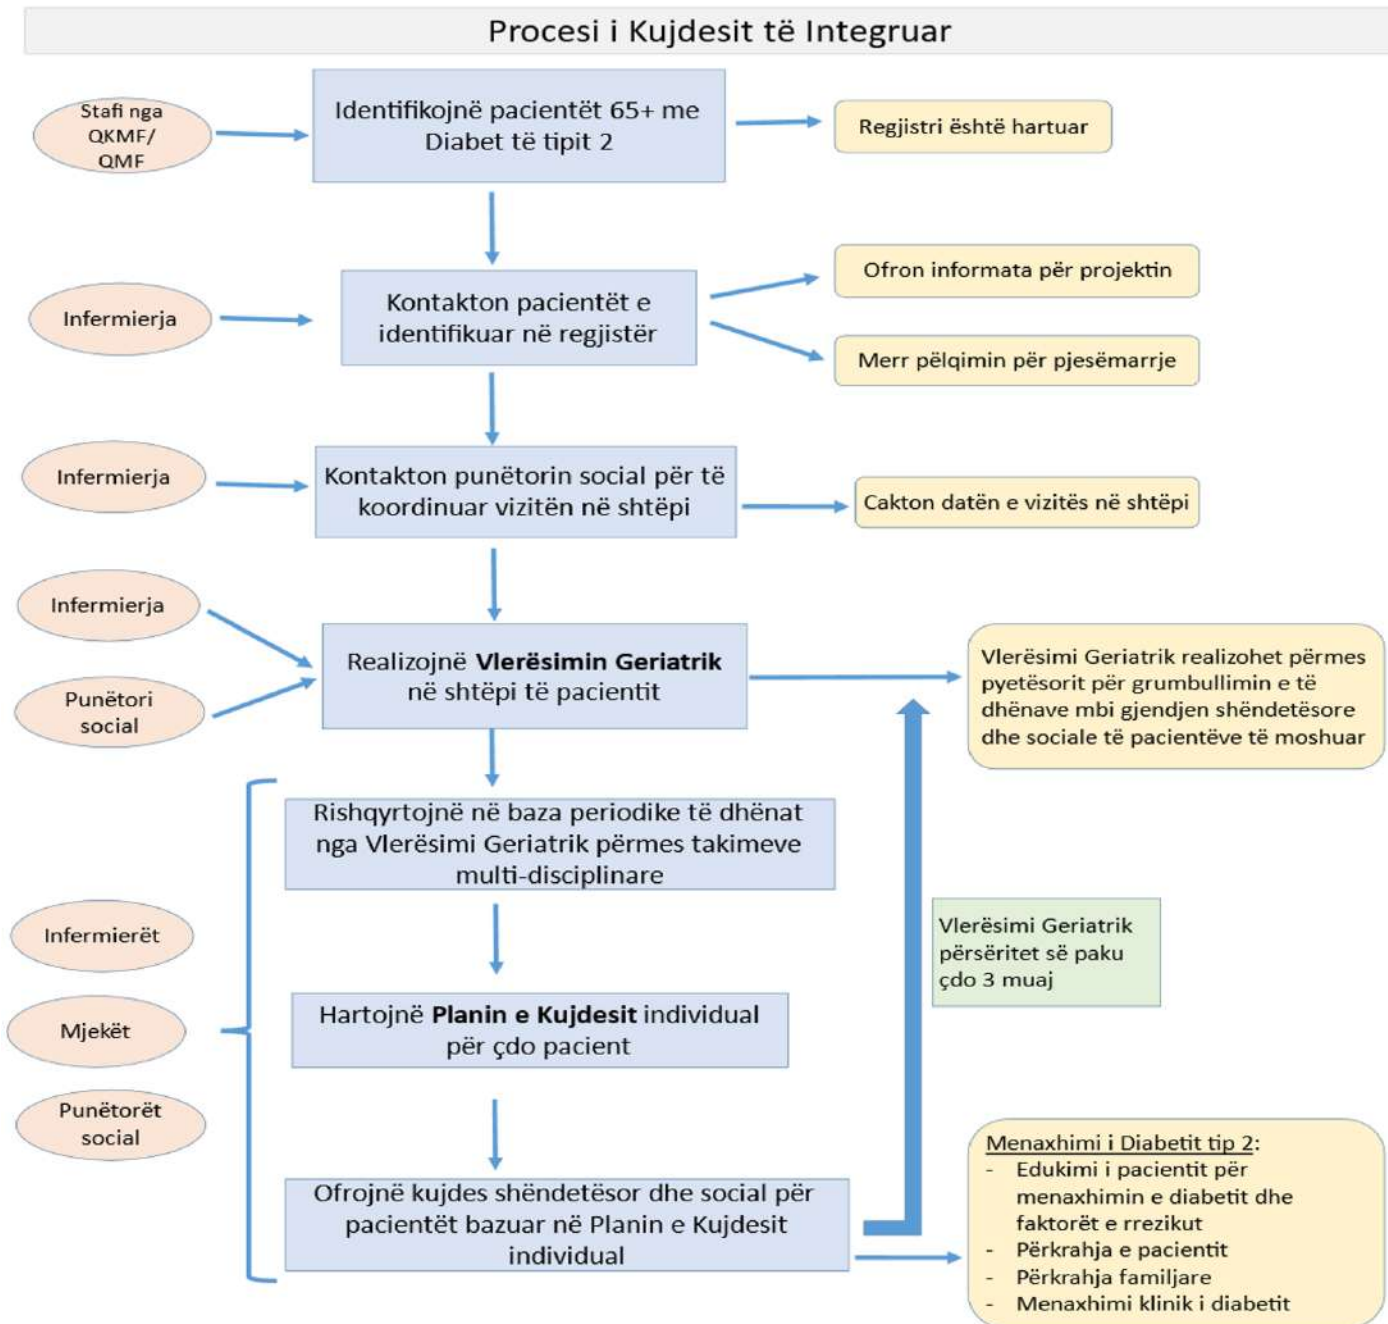 Procesi i Kujdesit të Integruar
Stafi nga
QKMF/
QMF
Identifikojnë pacientët 65+ me
Diabet të tipit 2
Regjistri është hartuar
Infermierja
Kontakton pacientët e
identifikuar në regjistër
Ofron informata për projektin
Merr pëlqimin për pjesëmarrje
Infermierja
Kontakton punëtorin social për të
koordinuar vizitën në shtëpi
Cakton datën e vizitës në shtëpi
Infermierja
Punëtori
social
Realizojnë Vlerësimin Geriatrik
në shtëpi të pacientit
Vlerësimi Geriatrik realizohet përmes
pyetësorit për grumbullimin e të
dhënave mbi gjendjen shëndetësore
dhe sociale të pacientëve të moshuar
Rishqyrtojnë në baza periodike të dhënat
nga Vlerësimi Geriatrik përmes takimeve
multi-disciplinare
Infermierët
Mjekët
Punëtorët
social
Vlerësimi Geriatrik
përsëritet së paku
çdo 3 muaj
Hartojnë Planin e Kujdesit individual
për çdo pacient
Ofrojnë kujdes shëndetësor dhe social për
pacientët bazuar në Planin e Kujdesit
individual
Menaxhimi i Diabetit tip 2:
- Edukimi i pacientit për
menaxhimin e diabetit dhe
faktorët e rrezikut
- Përkrahja e pacientit
- Përkrahja familjare
- Menaxhimi klinik i diabetit